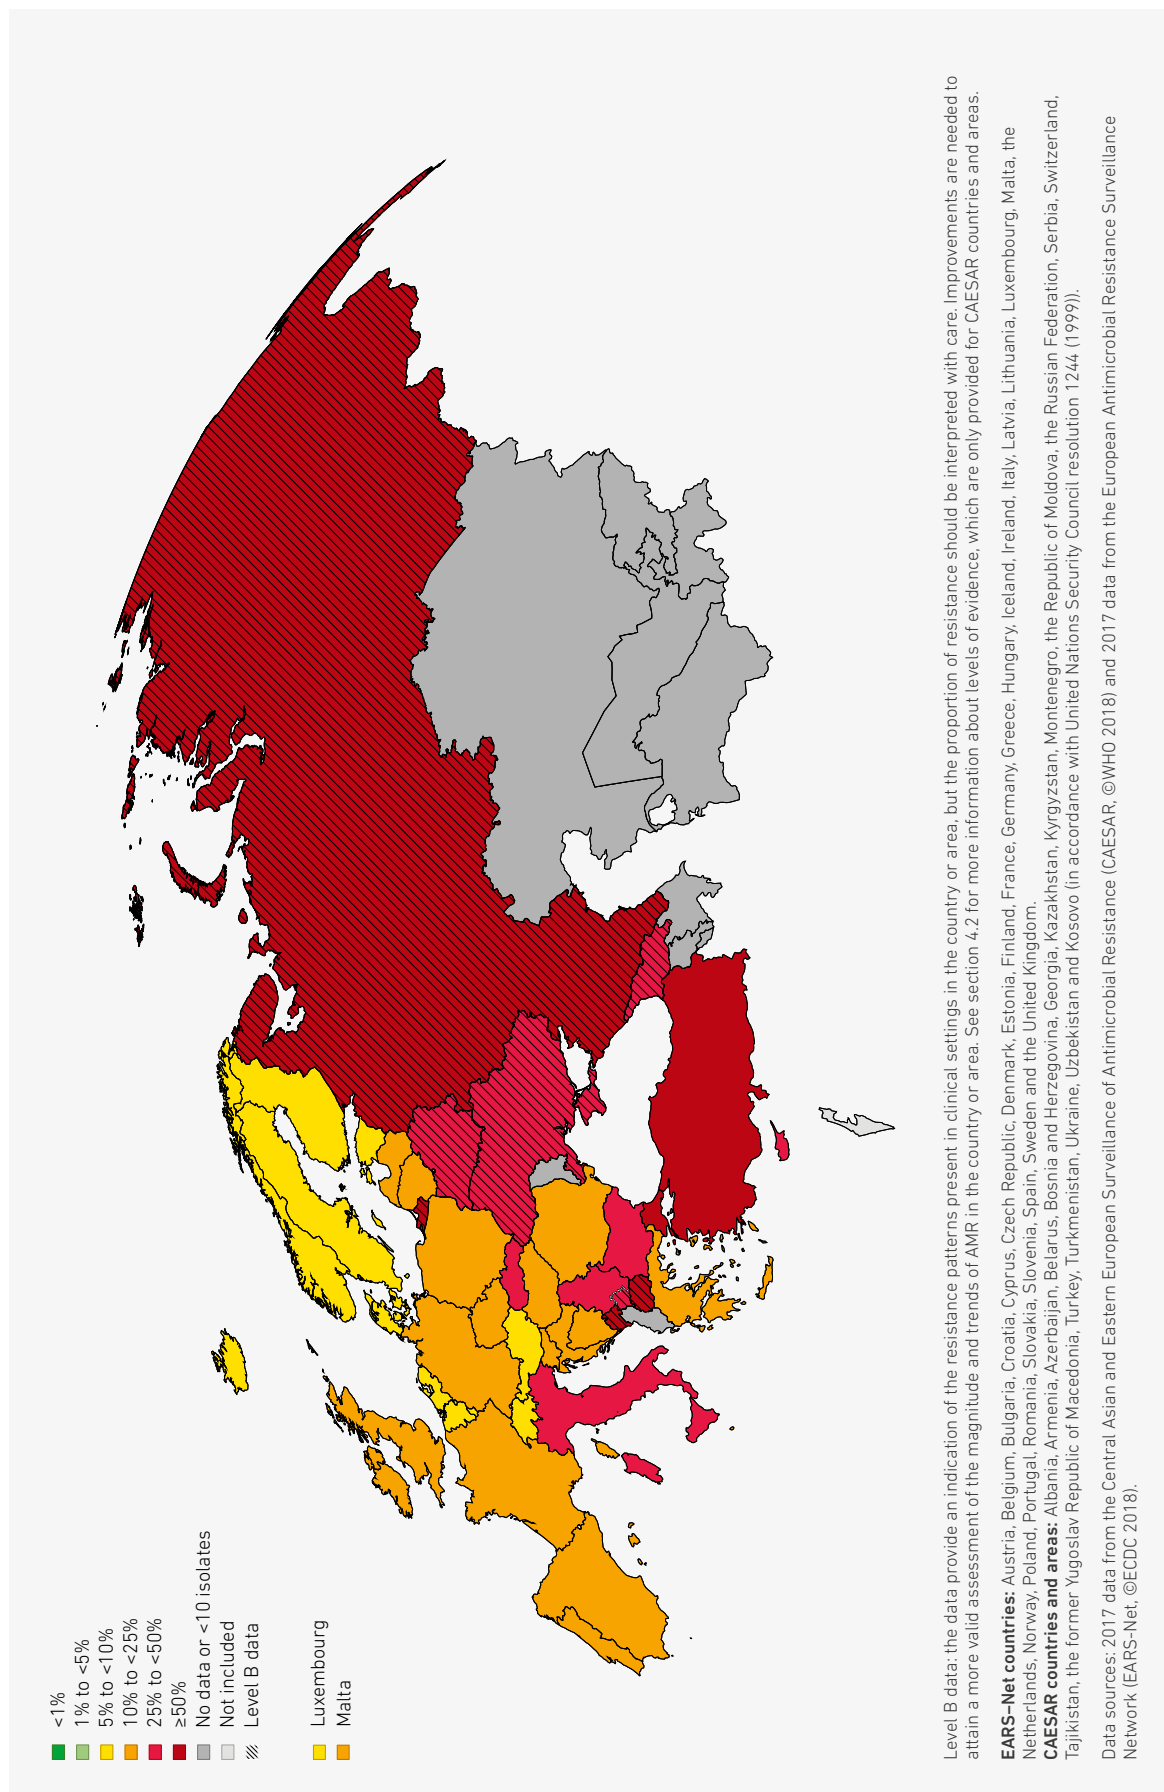 <1%
1% to <5%
5% to <10%
10% to <25%
25% to <50%
≥50%
No data or <10 isolates
Not included
Level B data
Luxembourg
Malta
Level B data: the data provide an indication of the resistance patterns present in clinical settings in the country or area, but the proportion of resistance should be interpreted with care. Improvements are needed to
attain a more valid assessment of the magnitude and trends of AMR in the country or area. See section 4.2 for more information about levels of evidence, which are only provided for CAESAR countries and areas.
EARS–Net countries: Austria, Belgium, Bulgaria, Croatia, Cyprus, Czech Republic, Denmark, Estonia, Finland, France, Germany, Greece, Hungary, Iceland, Ireland, Italy, Latvia, Lithuania, Luxembourg, Malta, the
Netherlands, Norway, Poland, Portugal, Romania, Slovakia, Slovenia, Spain, Sweden and the United Kingdom.
CAESAR countries and areas: Albania, Armenia, Azerbaijan, Belarus, Bosnia and Herzegovina, Georgia, Kazakhstan, Kyrgyzstan, Montenegro, the Republic of Moldova, the Russian Federation, Serbia, Switzerland,
Tajikistan, the former Yugoslav Republic of Macedonia, Turkey, Turkmenistan, Ukraine, Uzbekistan and Kosovo (in accordance with United Nations Security Council resolution 1244 (1999)).
Data sources: 2017 data from the Central Asian and Eastern European Surveillance of Antimicrobial Resistance (CAESAR, ©WHO 2018) and 2017 data from the European Antimicrobial Resistance Surveillance
Network (EARS-Net, ©ECDC 2018).